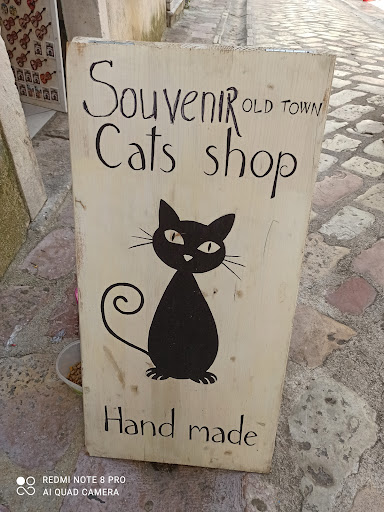 Souvenir OLD TOWN
Cats shop
Hand made
REDMI NOTE 8 PRO
AI QUAD CAMERA